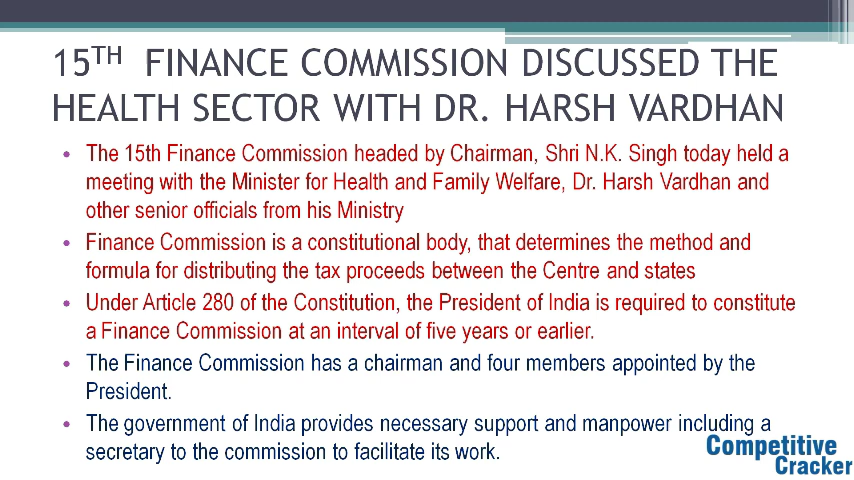 15TH FINANCE COMMISSION DISCUSSED THE
HEALTH SECTOR WITH DR. HARSH VARDHAN
• The 15th Finance Commission headed by Chairman, Shri N.K. Singh today held a
meeting with the Minister for Health and Family Welfare, Dr. Harsh Vardhan and
other senior officials from his Ministry
• Finance Commission is a constitutional body, that determines the method and
formula for distributing the tax proceeds between the Centre and states
• Under Article 280 of the Constitution, the President of India is required to constitute
a Finance Commission at an interval of five years or earlier.
• The Finance Commission has a chairman and four members appointed by the
President.
• The government of India provides necessary support and manpower including a
secretary to the commission to facilitate its work.
Competitive
Cracker